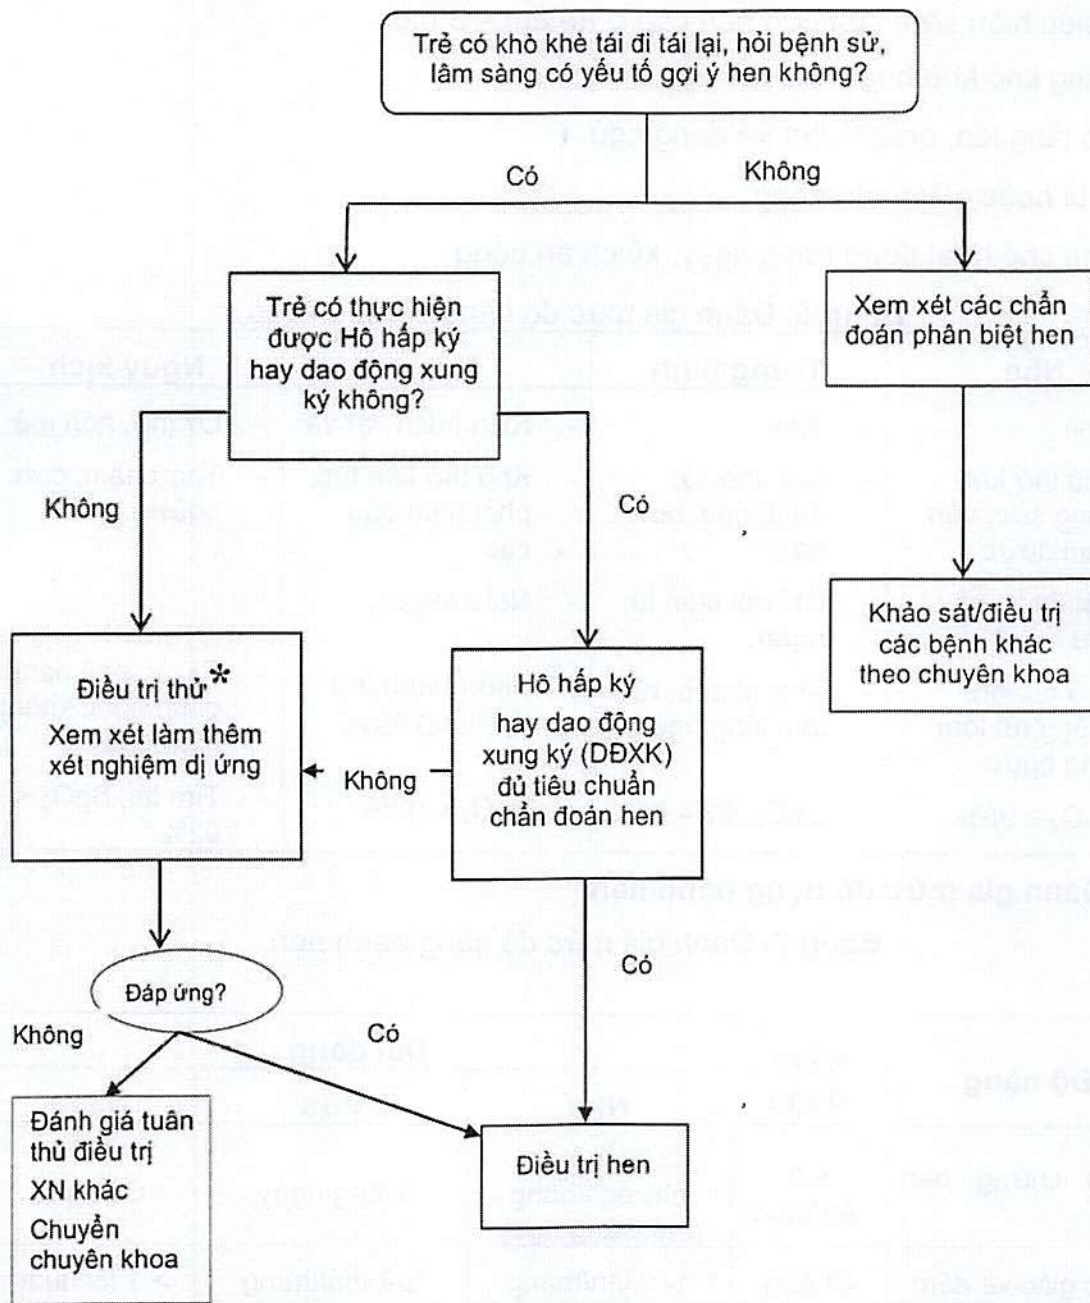 Trẻ có khò khè tái đi tái lại, hỏi bệnh sử,
lâm sàng có yếu tố gợi ý hen không?
Có
Không
Trẻ có thực hiện
được Hô hấp ký
hay dao động xung
ký không?
Xem xét các chẩn
đoán phân biệt hen
Không
Có
Khảo sát/điều trị
các bệnh khác
theo chuyên khoa
Điều trị thử*
Xem xét làm thêm
xét nghiệm dị ứng
Hô hấp ký
hay dao động
xung ký (DĐXK)
đủ tiêu chuẩn
chẩn đoán hen
Không
Có
Đáp ứng?
Không
Có
Đánh giá tuân
thủ điều trị
XN khác
Chuyển
chuyên khoa
Điều trị hen